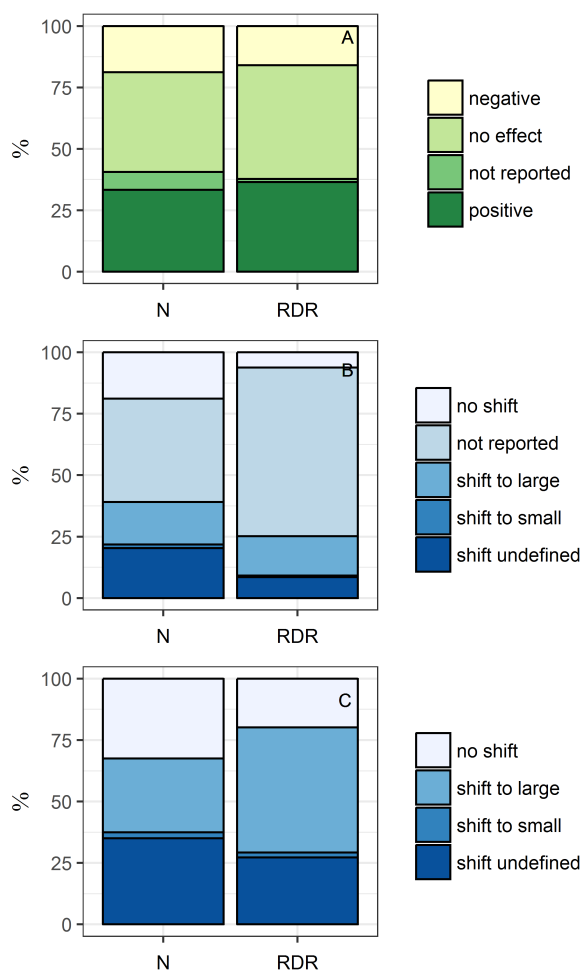 100
75
50
25
0
%
A
N
RDR
negative
no effect
not reported
positive
100
75
50
25
0
%
B
N
RDR
no shift
not reported
shift to large
shift to small
shift undefined
100
75
50
25
0
%
C
N
RDR
no shift
shift to large
shift to small
shift undefined